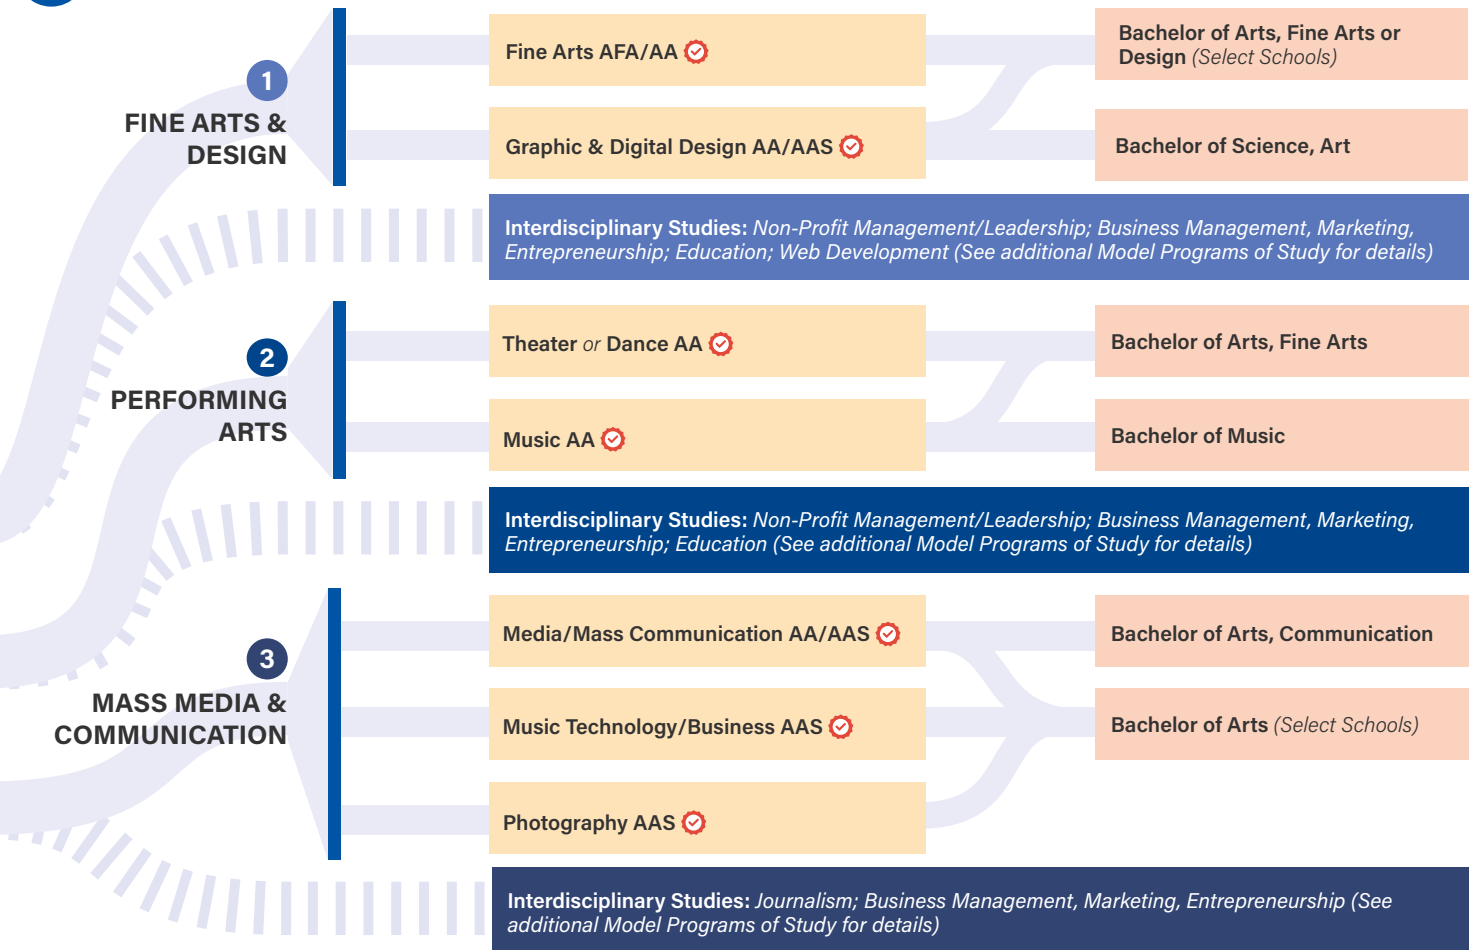 1
FINE ARTS &
DESIGN
Fine Arts AFA/AA
Bachelor of Arts, Fine Arts or
Design (Select Schools)
Graphic & Digital Design AA/AAS
Bachelor of Science, Art
Interdisciplinary Studies: Non-Profit Management/Leadership; Business Management, Marketing,
Entrepreneurship; Education; Web Development (See additional Model Programs of Study for details)
2
PERFORMING
ARTS
Theater or Dance AA
Bachelor of Arts, Fine Arts
Music AA
Bachelor of Music
Interdisciplinary Studies: Non-Profit Management/Leadership; Business Management, Marketing,
Entrepreneurship; Education (See additional Model Programs of Study for details)
3
MASS MEDIA &
COMMUNICATION
Media/Mass Communication AA/AAS
Bachelor of Arts, Communication
Music Technology/Business AAS
Bachelor of Arts (Select Schools)
Photography AAS
Interdisciplinary Studies: Journalism; Business Management, Marketing, Entrepreneurship (See
additional Model Programs of Study for details)